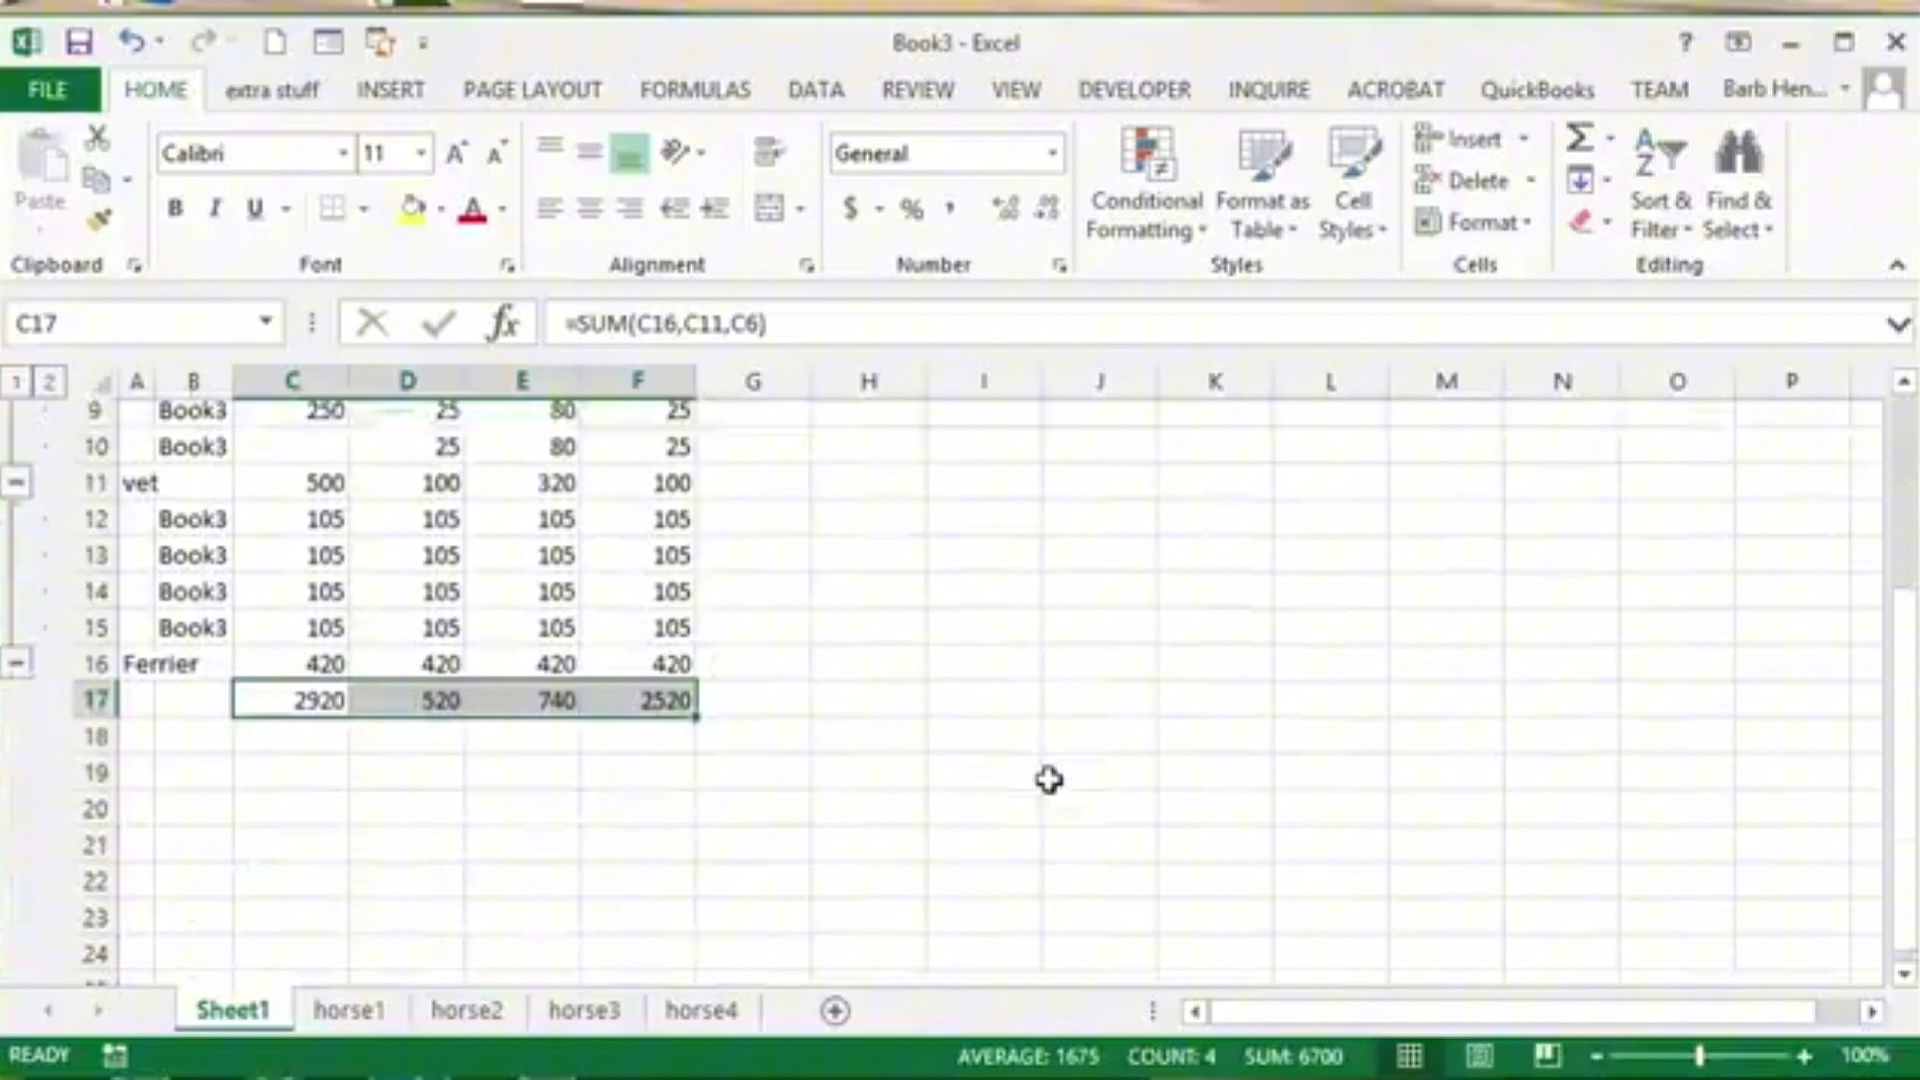 Book3 - Excel
?
FILE HOME extra stuff INSERT PAGE LAYOUT FORMULAS DATA REVIEW VIEW DEVELOPER INQUIRE ACROBAT QuickBooks TEAM Barb Hen...
Paste
Clipboard
Calibri 11 A A
B I U A
Font
Alignment
General
$ % ,
Number
Conditional Formatting
Format as Table
Cell Styles
Styles
Insert
Delete
Format
Cells
Σ
Sort & Filter
Find & Select
Editing
C17 fx =SUM(C16,C11,C6)
1 2 A B C D E F G H I J K L M N O P
9 Book3 250 25 80 25
10 Book3 25 80 25
11 vet 500 100 320 100
12 Book3 105 105 105 105
13 Book3 105 105 105 105
14 Book3 105 105 105 105
15 Book3 105 105 105 105
16 Ferrier 420 420 420 420
17 2920 520 740 2520
18
19
20
21
22
23
24
Sheet1 horse1 horse2 horse3 horse4
READY AVERAGE: 1675 COUNT: 4 SUM: 6700 100%